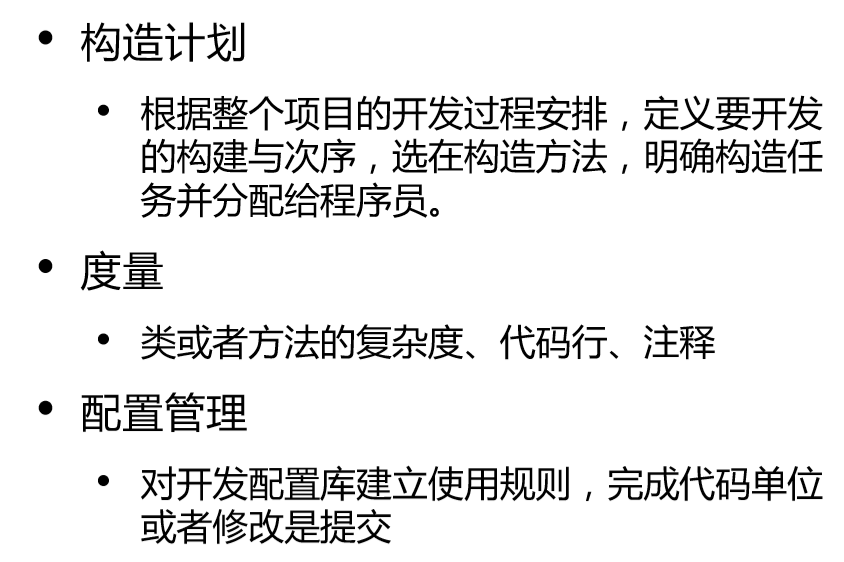 • 构造计划
• 根据整个项目的开发过程安排，定义要开发
的构建与次序，选在构造方法，明确构造任
务并分配给程序员。
• 度量
• 类或者方法的复杂度、代码行、注释
• 配置管理
• 对开发配置库建立使用规则，完成代码单位
或者修改是提交